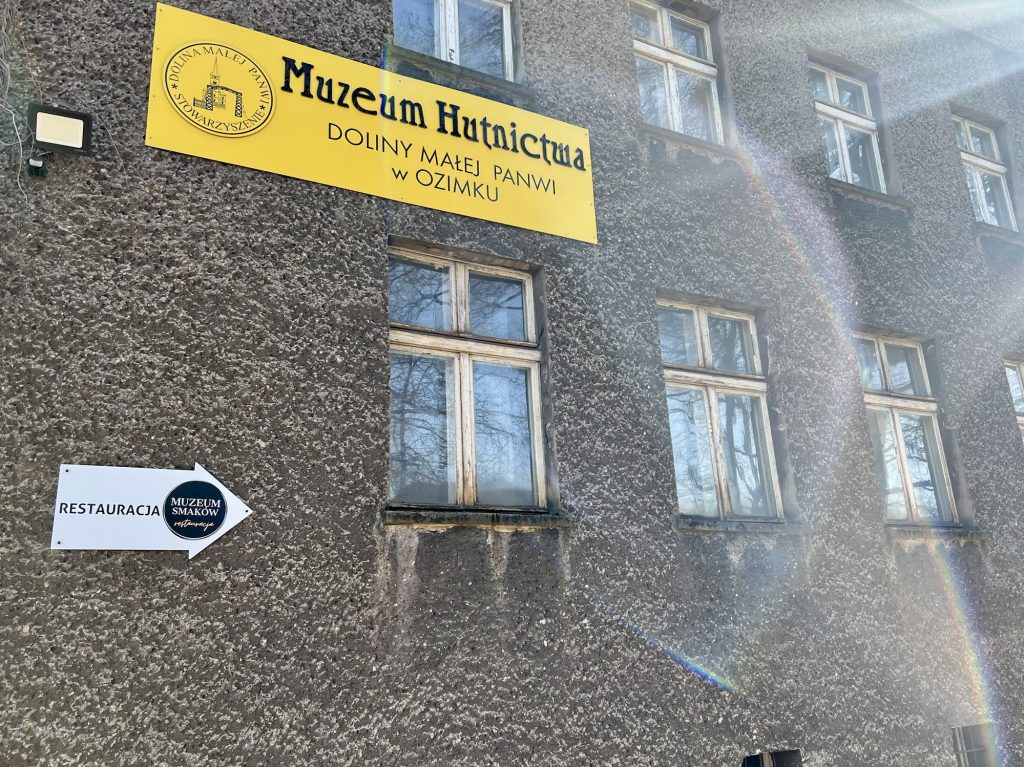 DOLINA MAŁEJ PANWI
STOWARZYSZENIE
Muzeum Hutnictwa
DOLINY MAŁEJ PANWI
w OZIMKU
RESTAURACJA
MUZEUM
SMAKÓW
restauracja